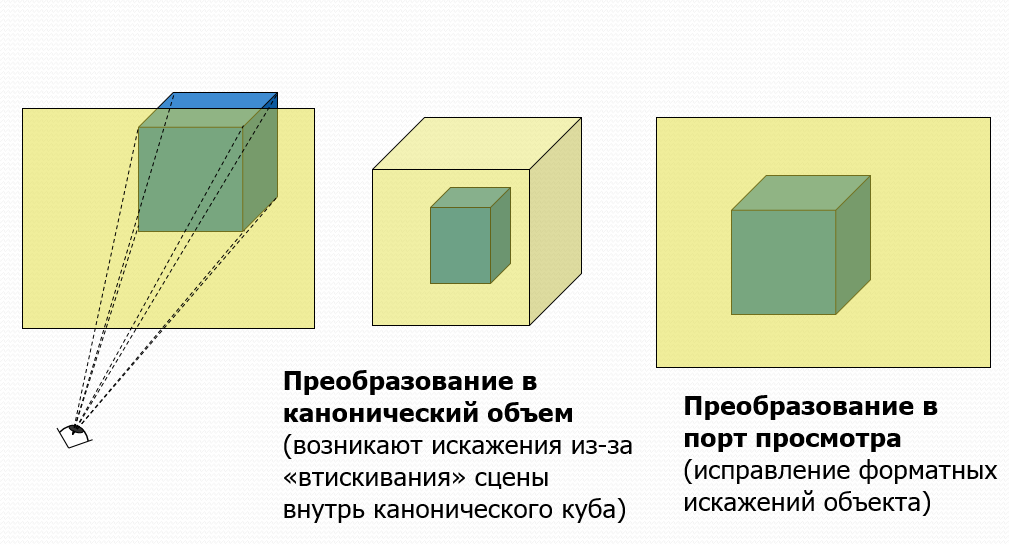 Преобразование в
канонический объем
(возникают искажения из-за
«втискивания» сцены
внутрь канонического куба)
Преобразование в
порт просмотра
(исправление форматных
искажений объекта)